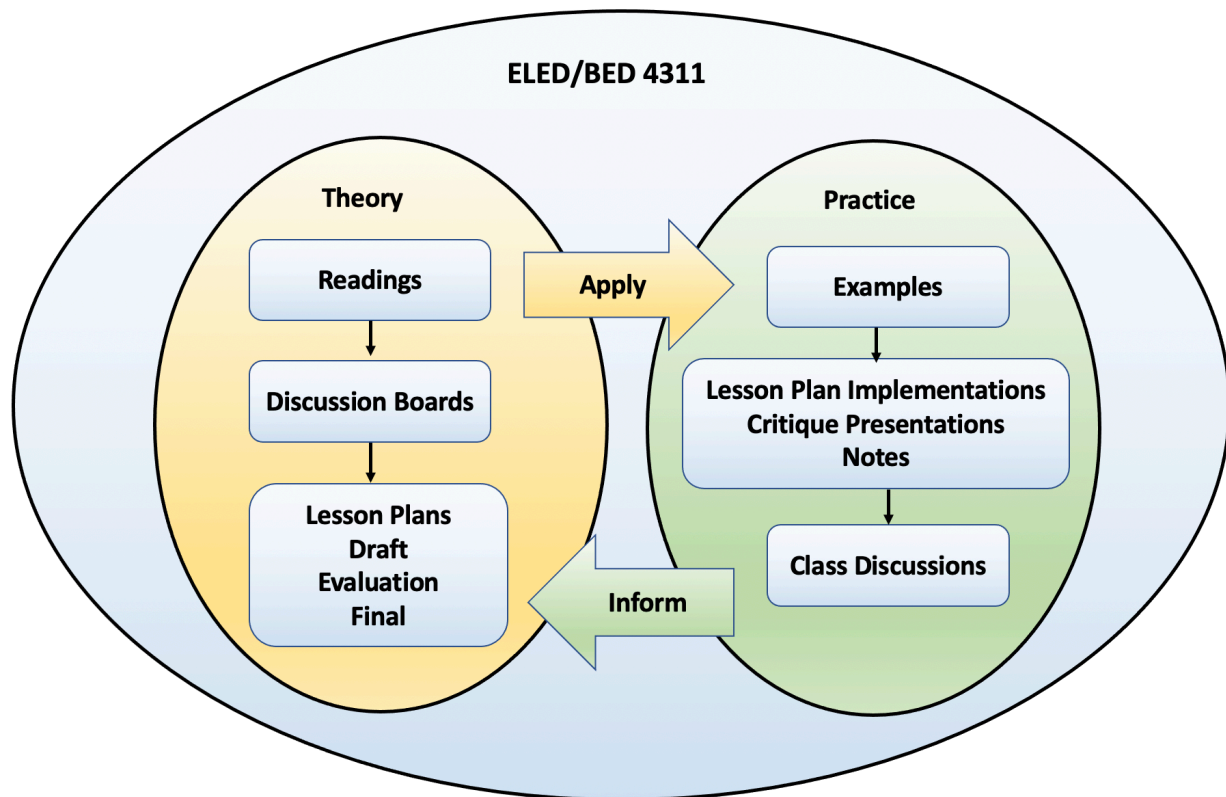 ELED/BED 4311
Theory
Readings
Discussion Boards
Lesson Plans
Draft
Evaluation
Final
Apply
Inform
Practice
Examples
Lesson Plan Implementations
Critique Presentations
Notes
Class Discussions